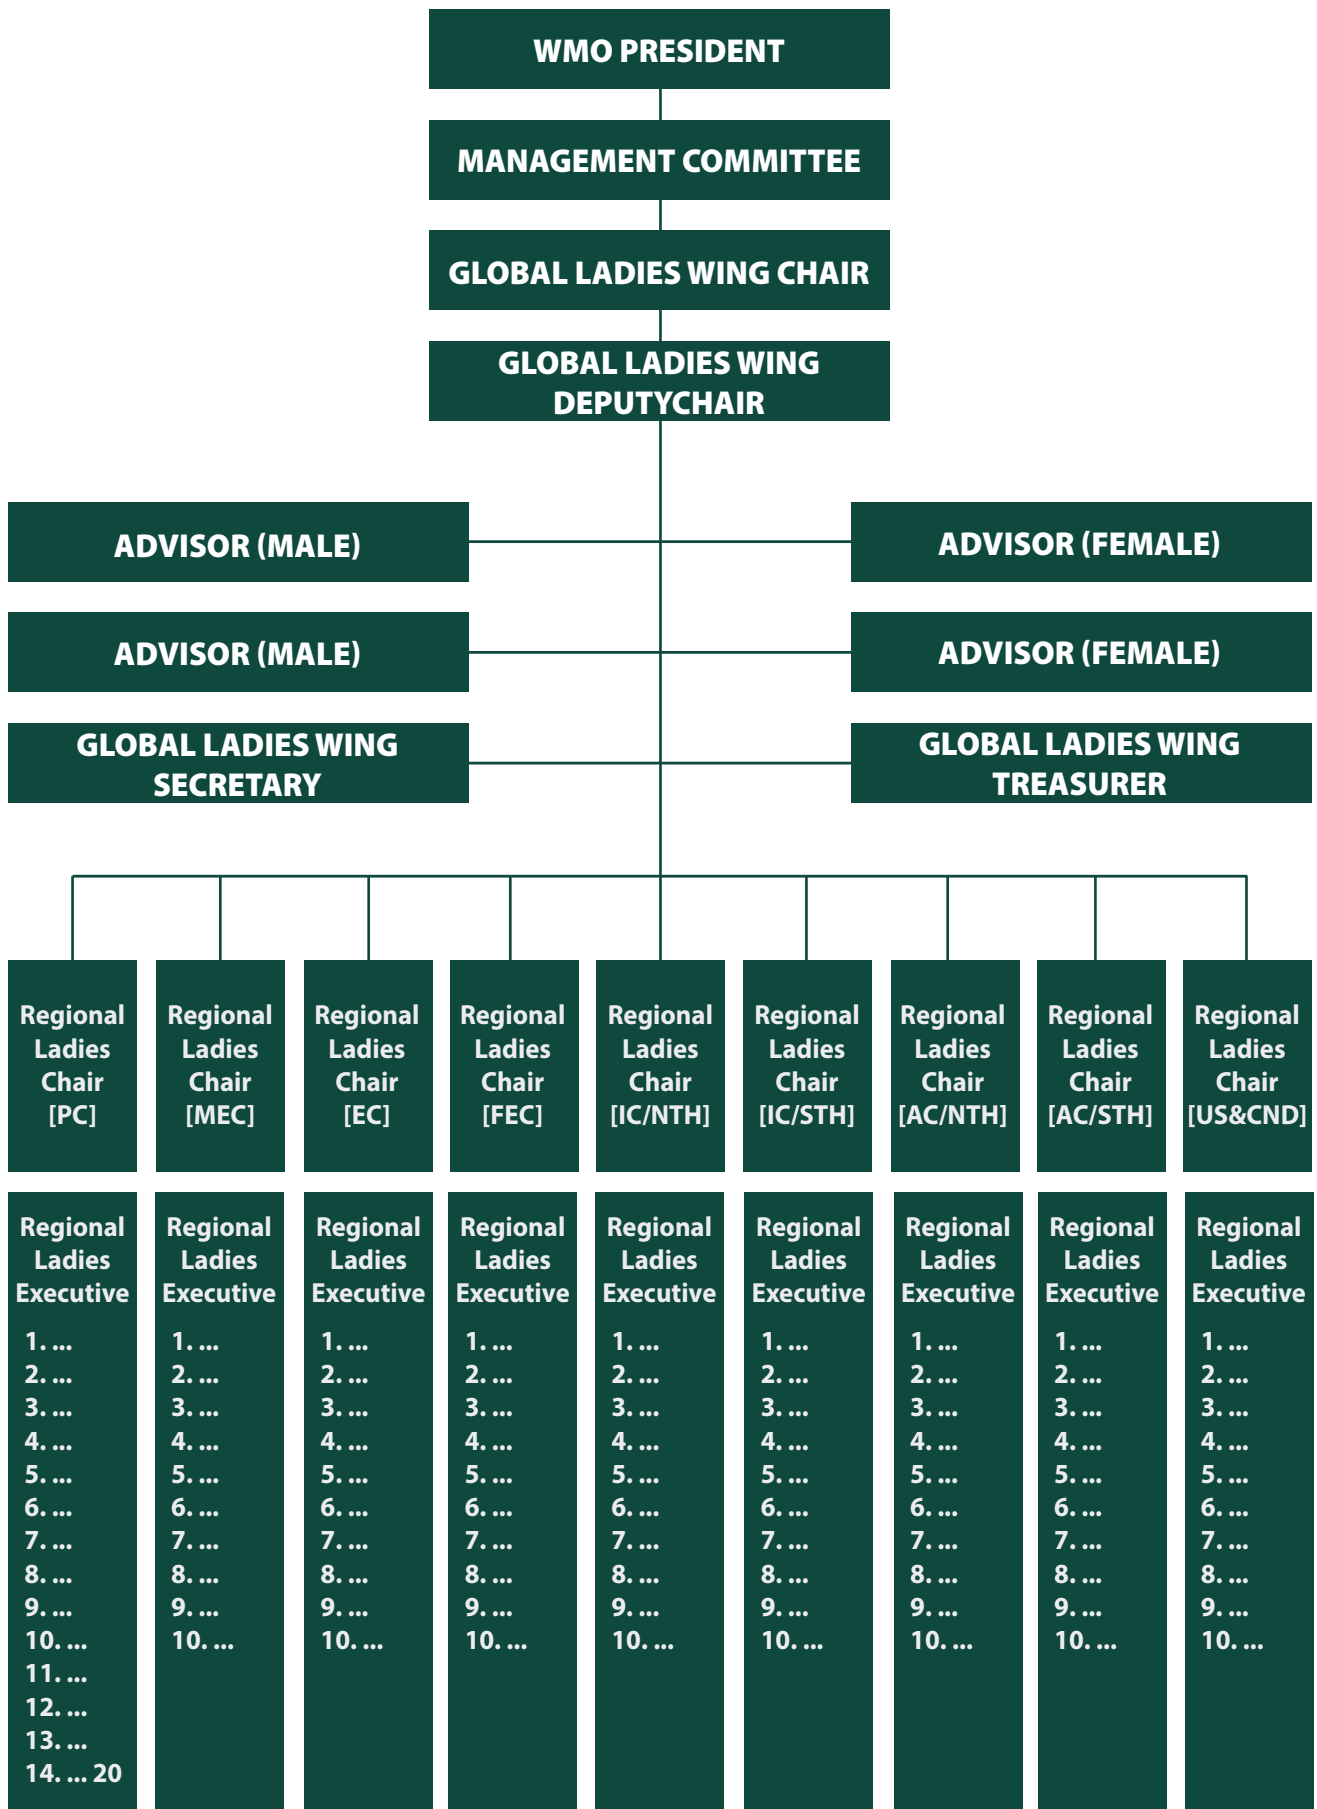 WMO PRESIDENT
MANAGEMENT COMMITTEE
GLOBAL LADIES WING CHAIR
GLOBAL LADIES WING
DEPUTYCHAIR
ADVISOR (MALE)
ADVISOR (FEMALE)
ADVISOR (MALE)
ADVISOR (FEMALE)
GLOBAL LADIES WING
SECRETARY
GLOBAL LADIES WING
TREASURER
Regional
Ladies
Chair
[PC]
Regional
Ladies
Chair
[MEC]
Regional
Ladies
Chair
[EC]
Regional
Ladies
Chair
[FEC]
Regional
Ladies
Chair
[IC/NTH]
Regional
Ladies
Chair
[IC/STH]
Regional
Ladies
Chair
[AC/NTH]
Regional
Ladies
Chair
[AC/STH]
Regional
Ladies
Chair
[US&CND]
Regional
Ladies
Executive
1. ...
2. ...
3. ...
4. ...
5. ...
6. ...
7. ...
8. ...
9. ...
10. ...
11. ...
12. ...
13. ...
14. ... 20
Regional
Ladies
Executive
1. ...
2. ...
3. ...
4. ...
5. ...
6. ...
7. ...
8. ...
9. ...
10. ...
Regional
Ladies
Executive
1. ...
2. ...
3. ...
4. ...
5. ...
6. ...
7. ...
8. ...
9. ...
10. ...
Regional
Ladies
Executive
1. ...
2. ...
3. ...
4. ...
5. ...
6. ...
7. ...
8. ...
9. ...
10. ...
Regional
Ladies
Executive
1. ...
2. ...
3. ...
4. ...
5. ...
6. ...
7. ...
8. ...
9. ...
10. ...
Regional
Ladies
Executive
1. ...
2. ...
3. ...
4. ...
5. ...
6. ...
7. ...
8. ...
9. ...
10. ...
Regional
Ladies
Executive
1. ...
2. ...
3. ...
4. ...
5. ...
6. ...
7. ...
8. ...
9. ...
10. ...
Regional
Ladies
Executive
1. ...
2. ...
3. ...
4. ...
5. ...
6. ...
7. ...
8. ...
9. ...
10. ...
Regional
Ladies
Executive
1. ...
2. ...
3. ...
4. ...
5. ...
6. ...
7. ...
8. ...
9. ...
10. ...